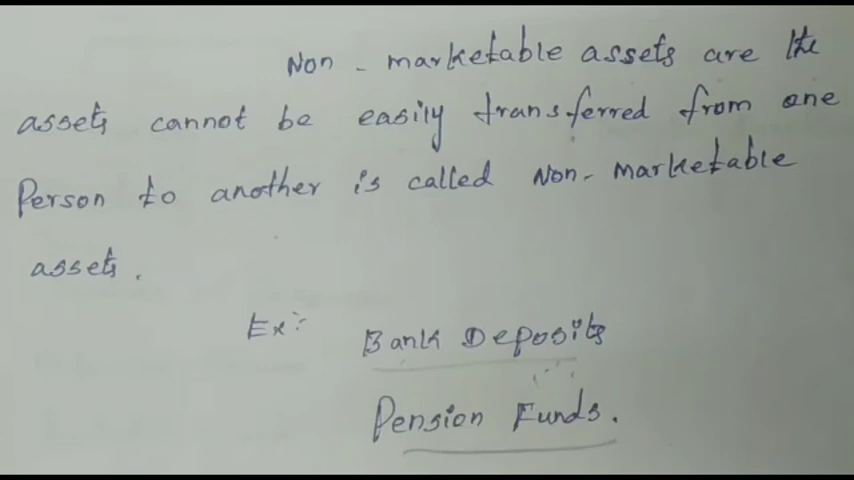 Non - marketable assets are the
assets cannot be easily transferred from one
Person to another is called Non- marketable
assets.
Ex:- Bank Deposits
Pension Funds.